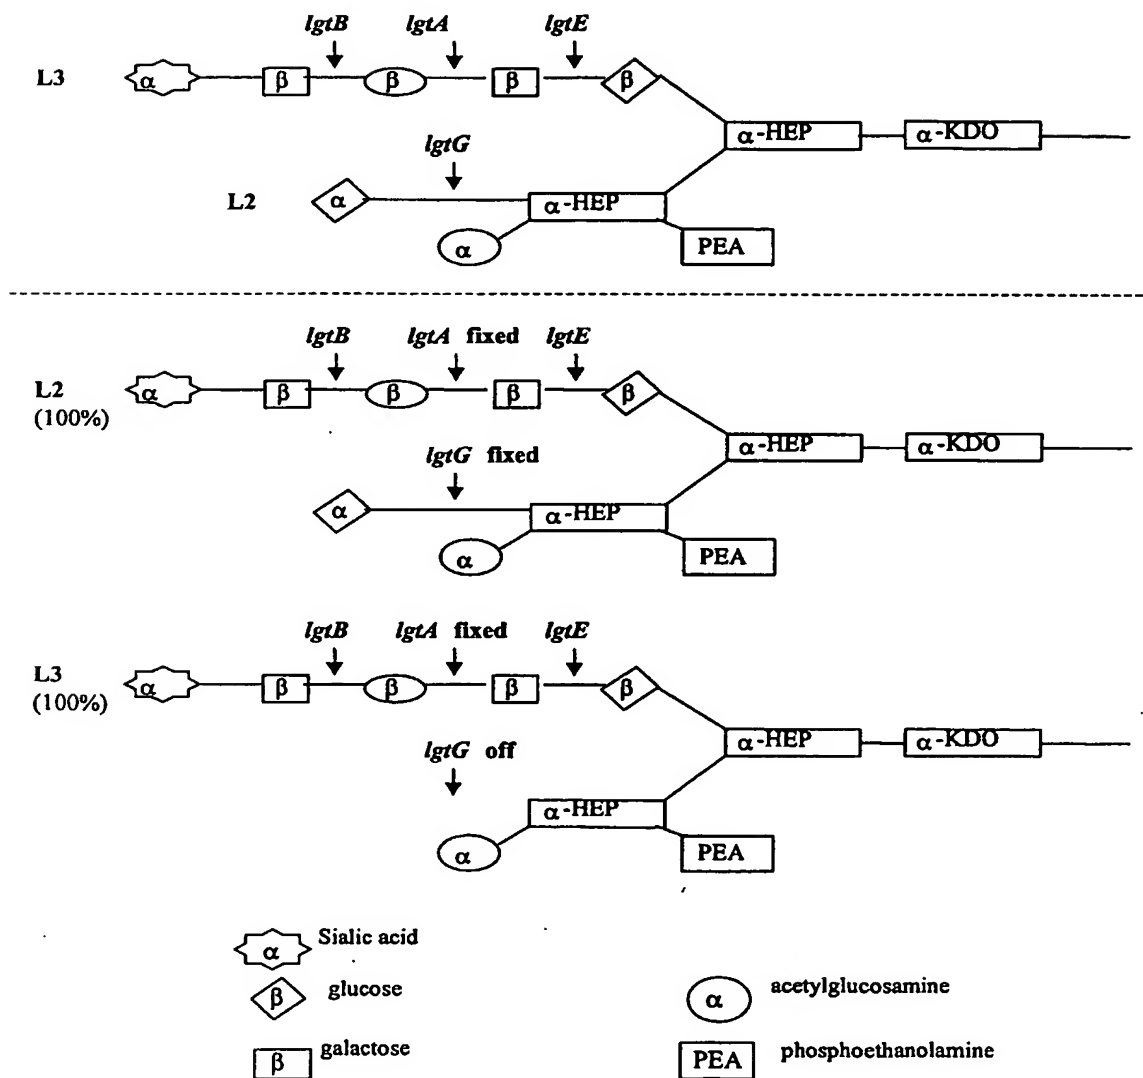 lgtB lgtA lgtE
L3 α β β β β
α-HEP α-KDO
lgtG
L2 α α-HEP
α PEA
lgtB lgtA fixed lgtE
L2 α β β β β
(100%)
α-HEP α-KDO
lgtG fixed
α α-HEP
α PEA
lgtB lgtA fixed lgtE
L3 α β β β β
(100%)
α-HEP α-KDO
lgtG off
α-HEP
α PEA
α Sialic acid
β glucose α acetylglucosamine
β galactose PEA phosphoethanolamine